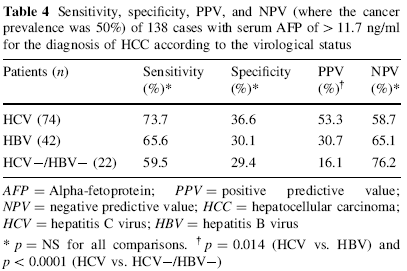 Table 4 Sensitivity, specificity, PPV, and NPV (where the cancer
prevalence was 50%) of 138 cases with serum AFP of > 11.7 ng/ml
for the diagnosis of HCC according to the virological status
Patients (n) Sensitivity (%)* Specificity (%)* PPV (%)† NPV (%)*
HCV (74) 73.7 36.6 53.3 58.7
HBV (42) 65.6 30.1 30.7 65.1
HCV−/HBV− (22) 59.5 29.4 16.1 76.2
AFP = Alpha-fetoprotein; PPV = positive predictive value;
NPV = negative predictive value; HCC = hepatocellular carcinoma;
HCV = hepatitis C virus; HBV = hepatitis B virus
* p = NS for all comparisons. † p = 0.014 (HCV vs. HBV) and
p < 0.0001 (HCV vs. HCV−/HBV−)